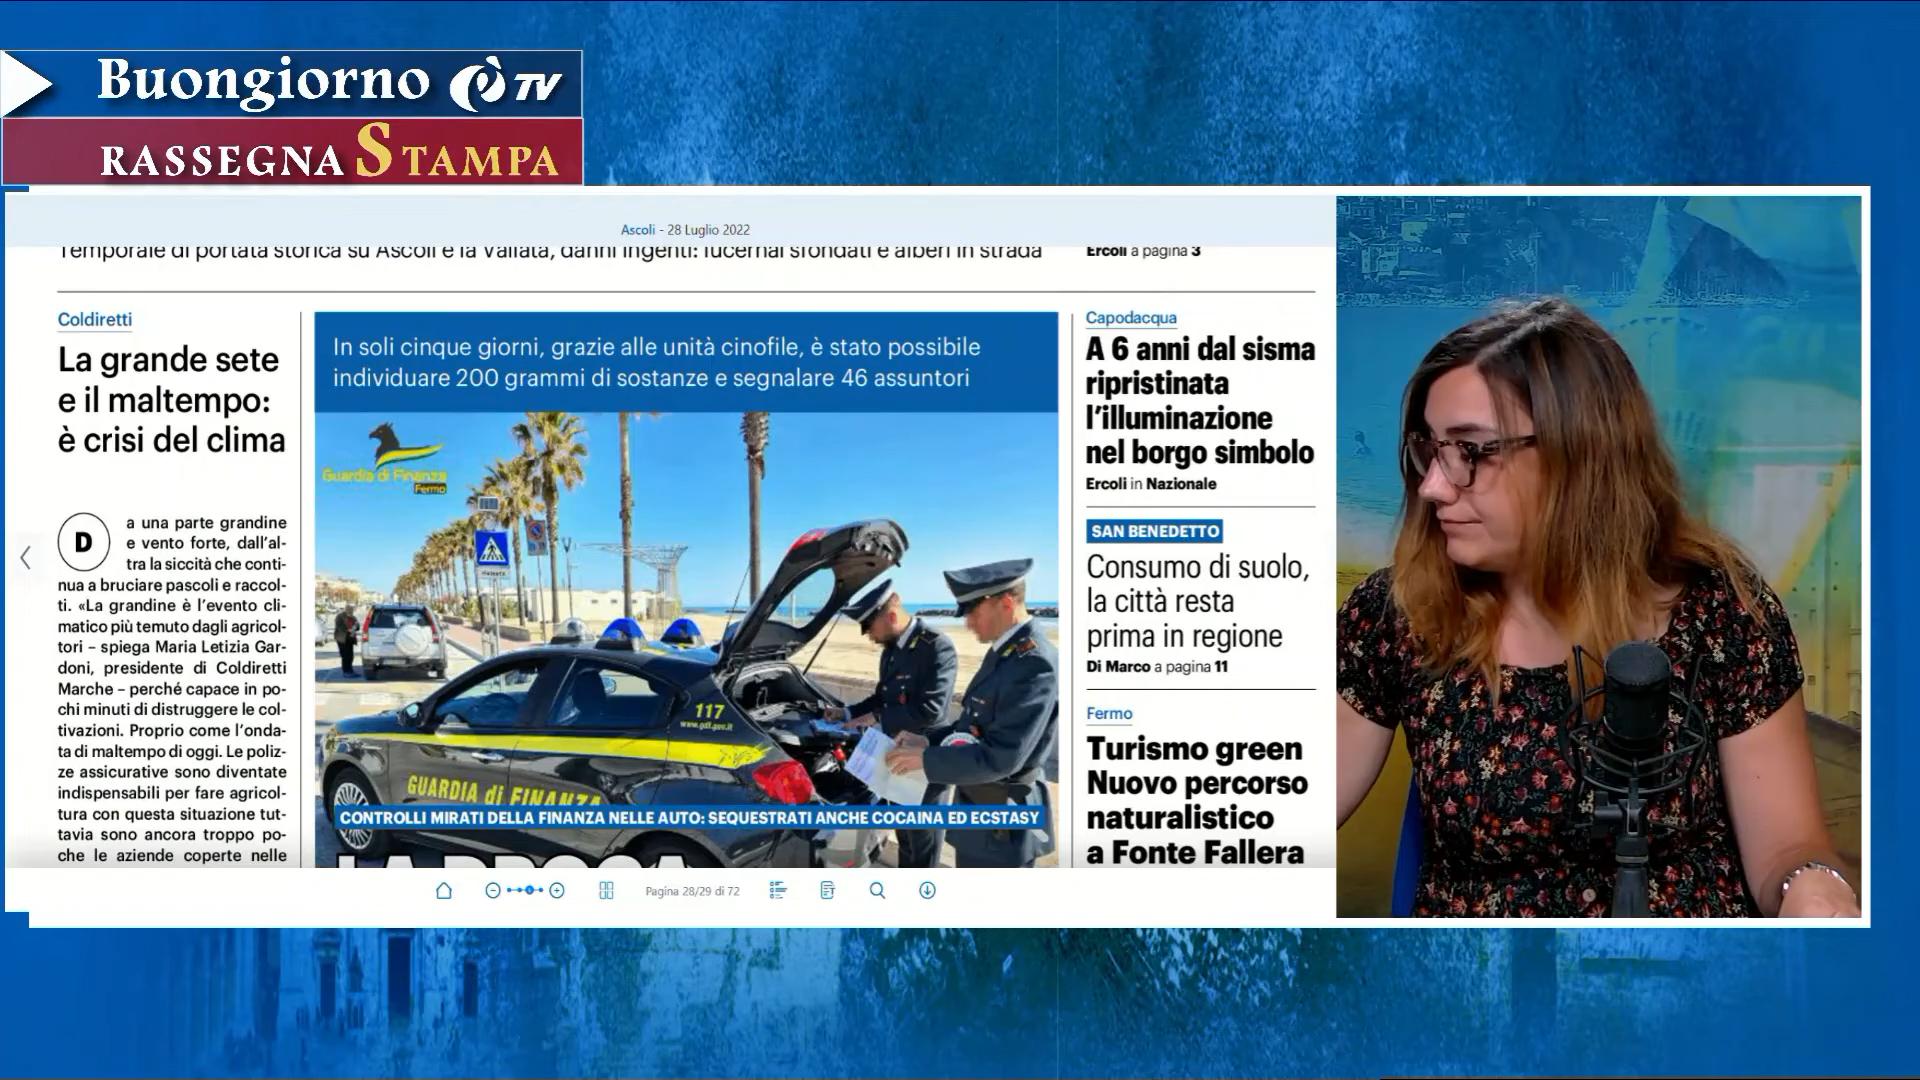 Buongiorno è TV
RASSEGNA STAMPA
Ascoli - 28 Luglio 2022
Temporale di portata storica su Ascoli e la Vallata, danni ingenti: lucernai sfondati e alberi in strada
Ercoli a pagina 3
Coldiretti
La grande sete
e il maltempo:
è crisi del clima
Da una parte grandine
e vento forte, dall’al-
tra la siccità che conti-
nua a bruciare pascoli e raccol-
ti. «La grandine è l’evento cli-
matico più temuto dagli agricol-
tori – spiega Maria Letizia Gar-
doni, presidente di Coldiretti
Marche – perché capace in po-
chi minuti di distruggere le col-
tivazioni. Proprio come l’onda-
ta di maltempo di oggi. Le poliz-
ze assicurative sono diventate
indispensabili per fare agricol-
tura con questa situazione tut-
tavia sono ancora troppo po-
che le aziende coperte nelle
In soli cinque giorni, grazie alle unità cinofile, è stato possibile
individuare 200 grammi di sostanze e segnalare 46 assuntori
Guardia di Finanza
Fermo
117
www.gdf.gov.it
GUARDIA di FINANZA
CONTROLLI MIRATI DELLA FINANZA NELLE AUTO: SEQUESTRATI ANCHE COCAINA ED ECSTASY
LA DROGA
Capodacqua
A 6 anni dal sisma
ripristinata
l’illuminazione
nel borgo simbolo
Ercoli in Nazionale
SAN BENEDETTO
Consumo di suolo,
la città resta
prima in regione
Di Marco a pagina 11
Fermo
Turismo green
Nuovo percorso
naturalistico
a Fonte Fallera
Pagina 28/29 di 72